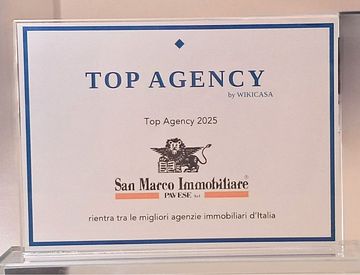 TOP AGENCY
by WIKICASA
Top Agency 2025
San Marco Immobiliare ®
PAVESE S.r.l
rientra tra le migliori agenzie immobiliari d'Italia